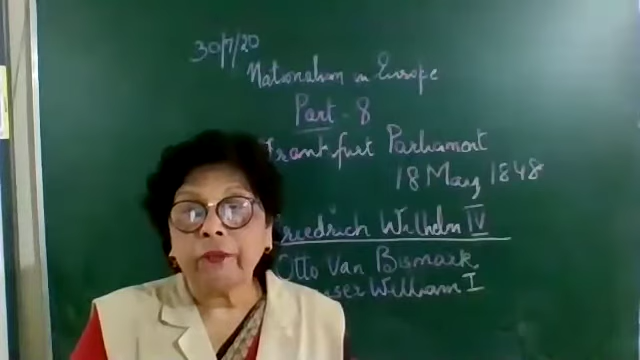 30/7/20
Nationalism in Europe
Part - 8
Frankfurt Parliament
18 May 1848
Friedrich Wilhelm IV
Otto Van Bismark
William I